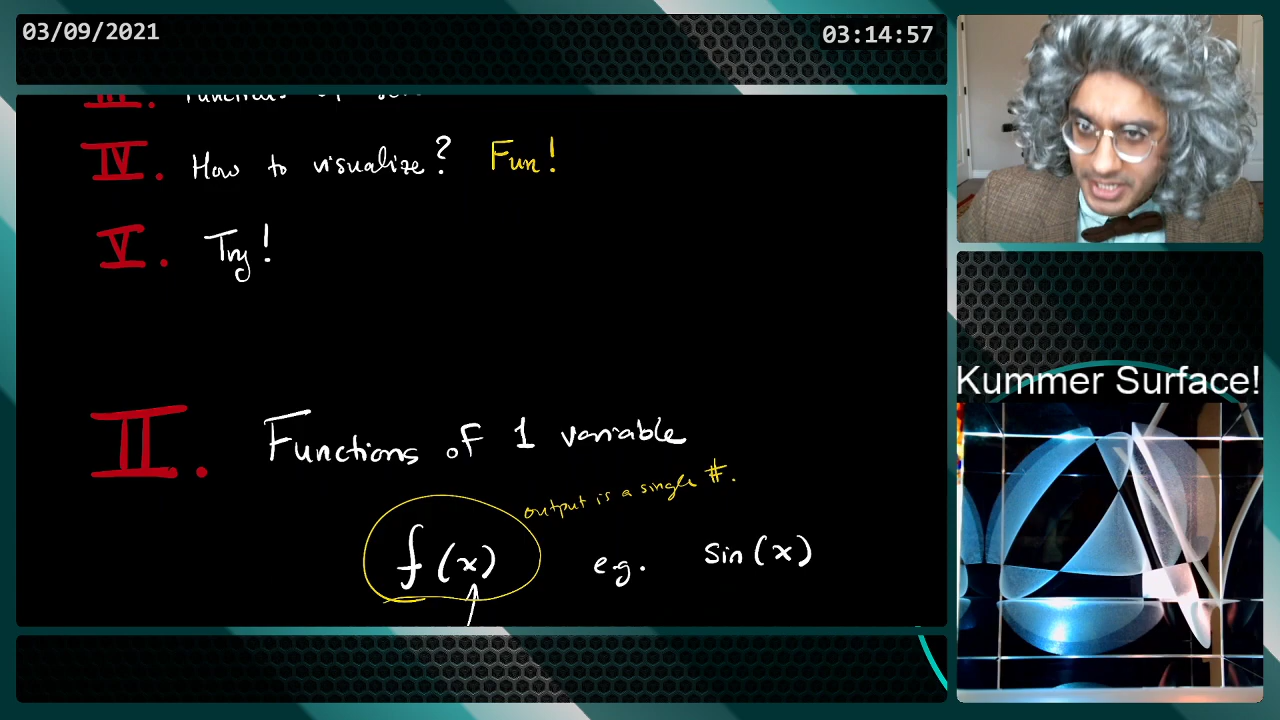 03/09/2021
03:14:57
III.
IV. How to visualize? Fun!
V. Try!
Kummer Surface!
II. Functions of 1 variable
output is a single #.
f(x) e.g. sin(x)